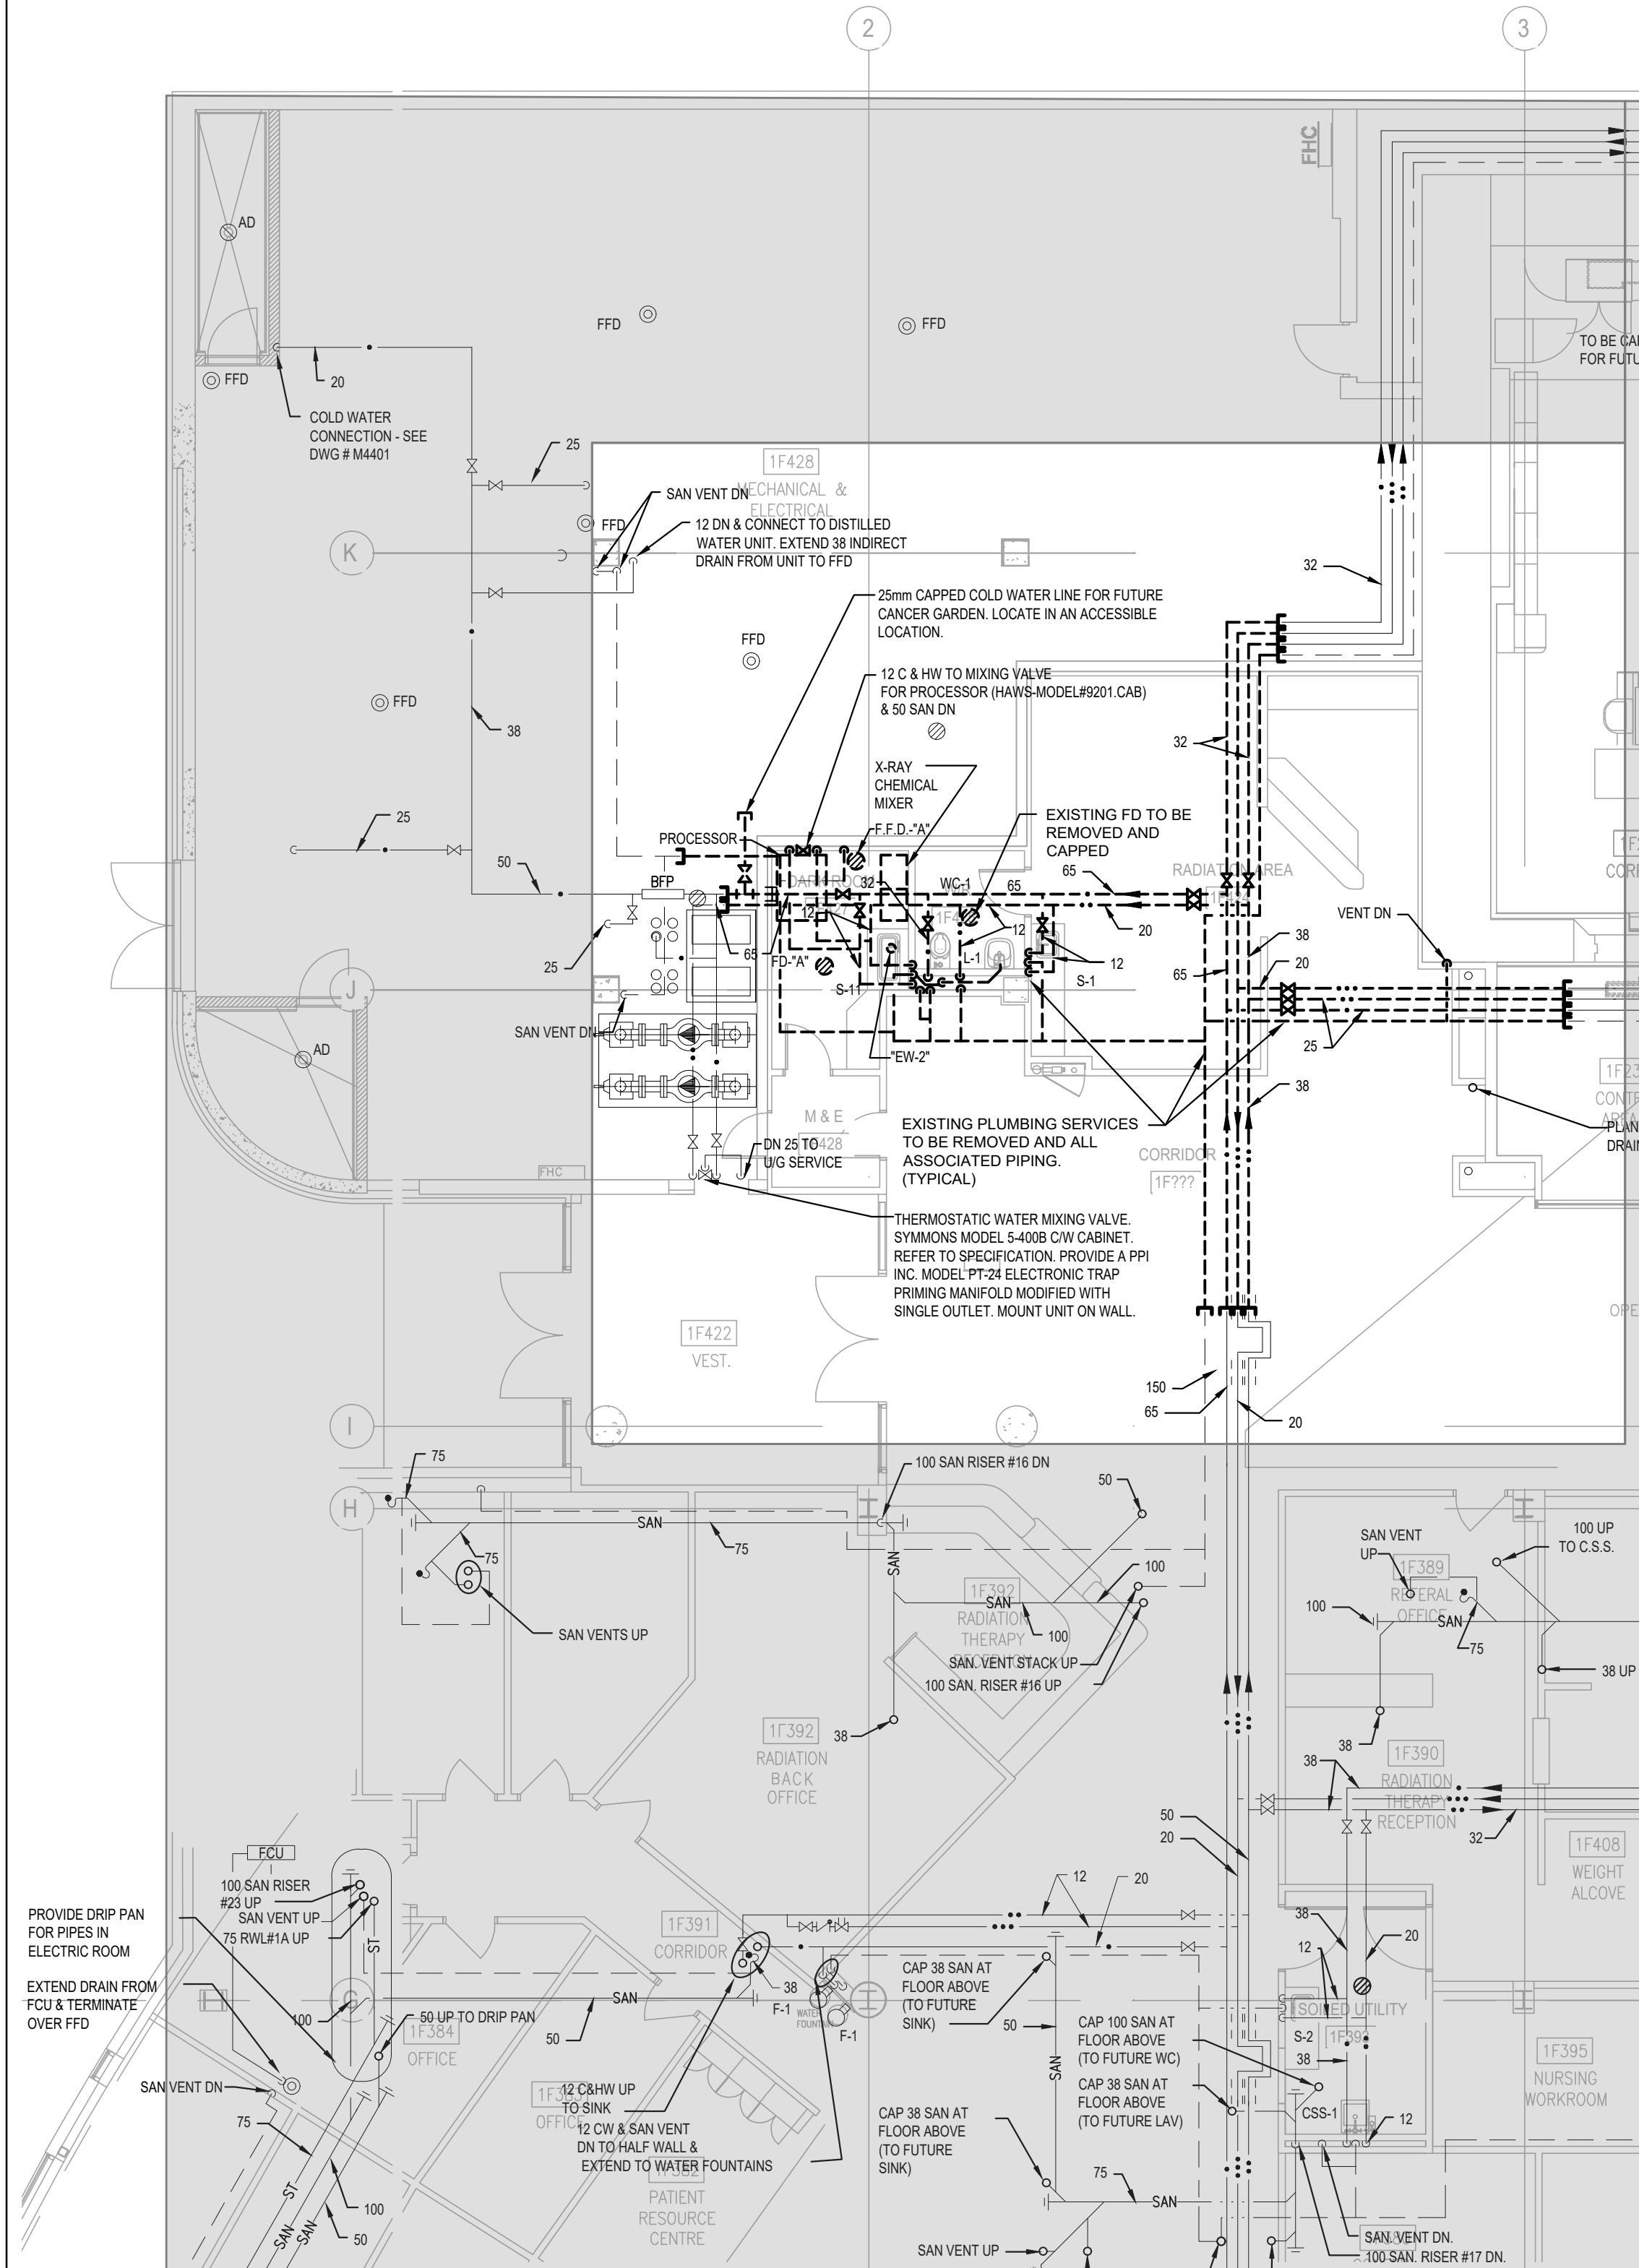 2
3
FHC
AD
FFD
FFD
FFD
20
COLD WATER
CONNECTION - SEE
DWG # M4401
TO BE
FOR
25
1F428
MECHANICAL &
ELECTRICAL
SAN VENT DN
FFD
12 DN & CONNECT TO DISTILLED
WATER UNIT. EXTEND 38 INDIRECT
DRAIN FROM UNIT TO FFD
K
32
25mm CAPPED COLD WATER LINE FOR FUTURE
CANCER GARDEN. LOCATE IN AN ACCESSIBLE
LOCATION.
FFD
12 C & HW TO MIXING VALVE
FOR PROCESSOR (HAWS-MODEL#9201.CAB)
& 50 SAN DN
FFD
38
32
X-RAY
CHEMICAL
MIXER
EXISTING FD TO BE
REMOVED AND
CAPPED
25
PROCESSOR
F.F.D.-"A"
50
BFP
DARK ROOM
32
WC-1
65
65
RADIATION AREA
1F424
VENT DN
12
12
20
25
65
FD-"A"
L-1
12
38
20
65
S-11
S-1
J
SAN VENT DN
25
AD
"EW-2"
38
M & E
1F428
EXISTING PLUMBING SERVICES
TO BE REMOVED AND ALL
ASSOCIATED PIPING.
(TYPICAL)
CORRIDOR
1F???
DN 25 TO
U/G SERVICE
FHC
THERMOSTATIC WATER MIXING VALVE.
SYMMONS MODEL 5-400B C/W CABINET.
REFER TO SPECIFICATION. PROVIDE A PPI
INC. MODEL PT-24 ELECTRONIC TRAP
PRIMING MANIFOLD MODIFIED WITH
SINGLE OUTLET. MOUNT UNIT ON WALL.
1F422
VEST.
150
65
20
I
75
100 SAN RISER #16 DN
50
H
SAN
75
75
SAN
SAN VENT
UP
1F389
REFERAL
OFFICE
100 UP
TO C.S.S.
100
1F392
RADIATION
THERAPY
RECEPTION
SAN
100
100
SAN
75
SAN VENTS UP
SAN. VENT STACK UP
100 SAN. RISER #16 UP
38 UP
1F392
RADIATION
BACK
OFFICE
38
38
38
1F390
RADIATION
THERAPY
RECEPTION
50
20
32
1F408
WEIGHT
ALCOVE
FCU
100 SAN RISER
#23 UP
SAN VENT UP
75 RWL#1A UP
PROVIDE DRIP PAN
FOR PIPES IN
ELECTRIC ROOM
ST
12
20
1F391
CORRIDOR
38
20
12
EXTEND DRAIN FROM
FCU & TERMINATE
OVER FFD
G
SAN
38
F-1
WATER
FOUNTAIN
F-1
CAP 38 SAN AT
FLOOR ABOVE
(TO FUTURE
SINK)
50
SAN
100
50 UP TO DRIP PAN
1F384
OFFICE
50
SOILED UTILITY
1F393
S-2
38
CAP 100 SAN AT
FLOOR ABOVE
(TO FUTURE WC)
CAP 38 SAN AT
FLOOR ABOVE
(TO FUTURE LAV)
1F395
NURSING
WORKROOM
SAN VENT DN
75
OFFICE
12 C&HW UP
TO SINK
12 CW & SAN VENT
DN TO HALF WALL &
EXTEND TO WATER FOUNTAINS
CAP 38 SAN AT
FLOOR ABOVE
(TO FUTURE
SINK)
CSS-1
12
1F382
PATIENT
RESOURCE
CENTRE
75
SAN
ST
100
SAN
SAN
50
SAN VENT UP
SAN. VENT DN.
100 SAN. RISER #17 DN.